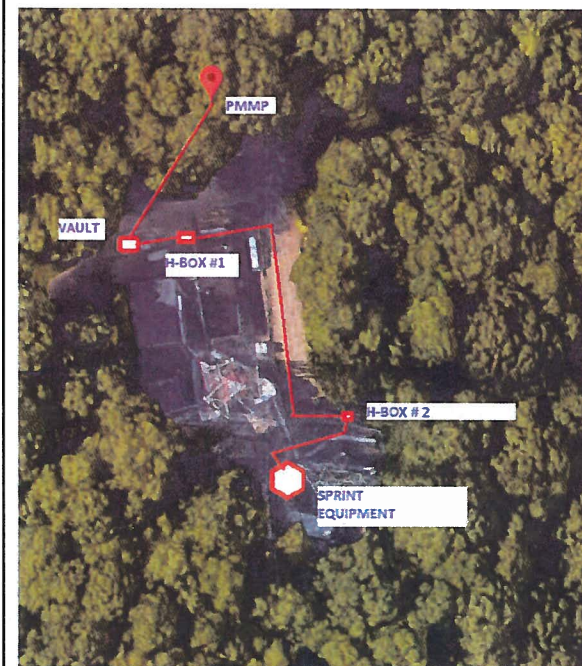 PMMP
VAULT
H-BOX #1
H-BOX # 2
SPRINT
EQUIPMENT